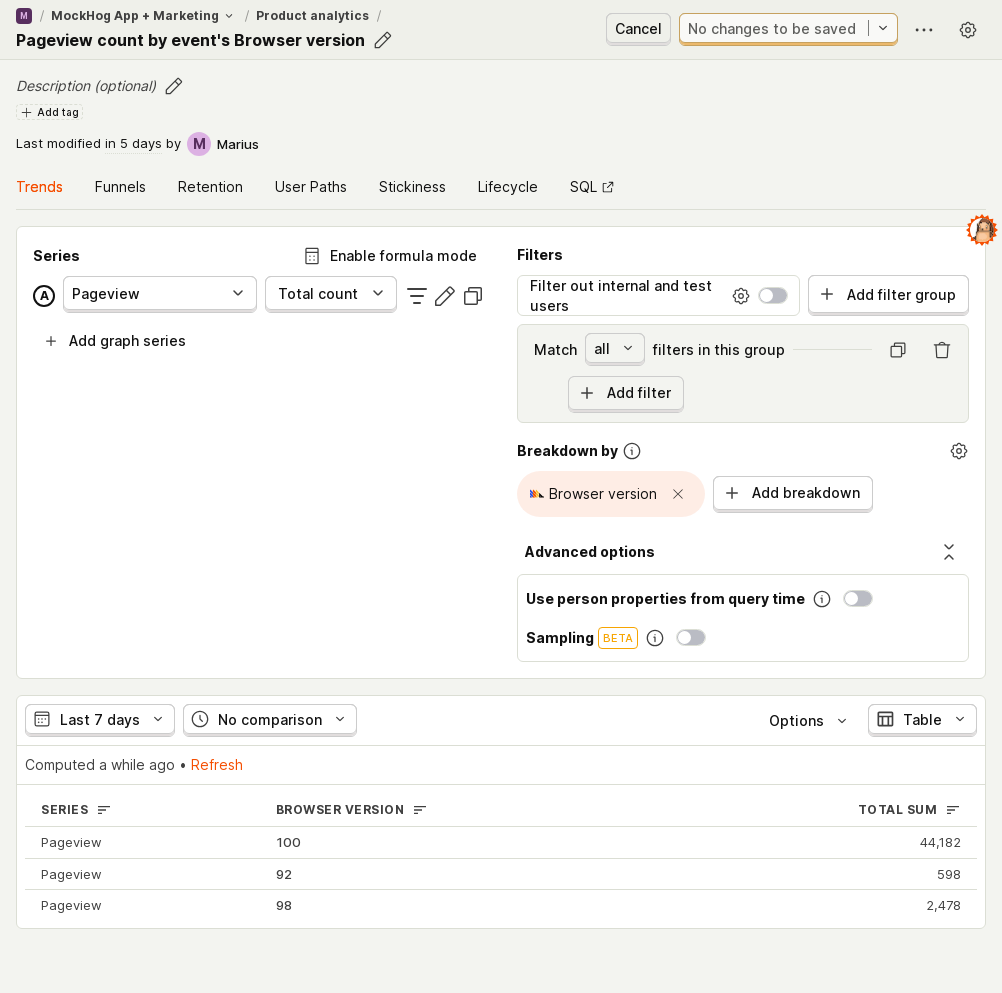 M / MockHog App + Marketing / Product analytics /
Pageview count by event's Browser version
Cancel
No changes to be saved
Description (optional)
Add tag
Last modified in 5 days by M Marius
Trends
Funnels
Retention
User Paths
Stickiness
Lifecycle
SQL
Series
Enable formula mode
A Pageview
Total count
Add graph series
Filters
Filter out internal and test
users
Add filter group
Match all filters in this group
Add filter
Breakdown by
Browser version
Add breakdown
Advanced options
Use person properties from query time
Sampling BETA
Last 7 days
No comparison
Options
Table
Computed a while ago • Refresh
SERIES BROWSER VERSION TOTAL SUM
Pageview 100 44,182
Pageview 92 598
Pageview 98 2,478